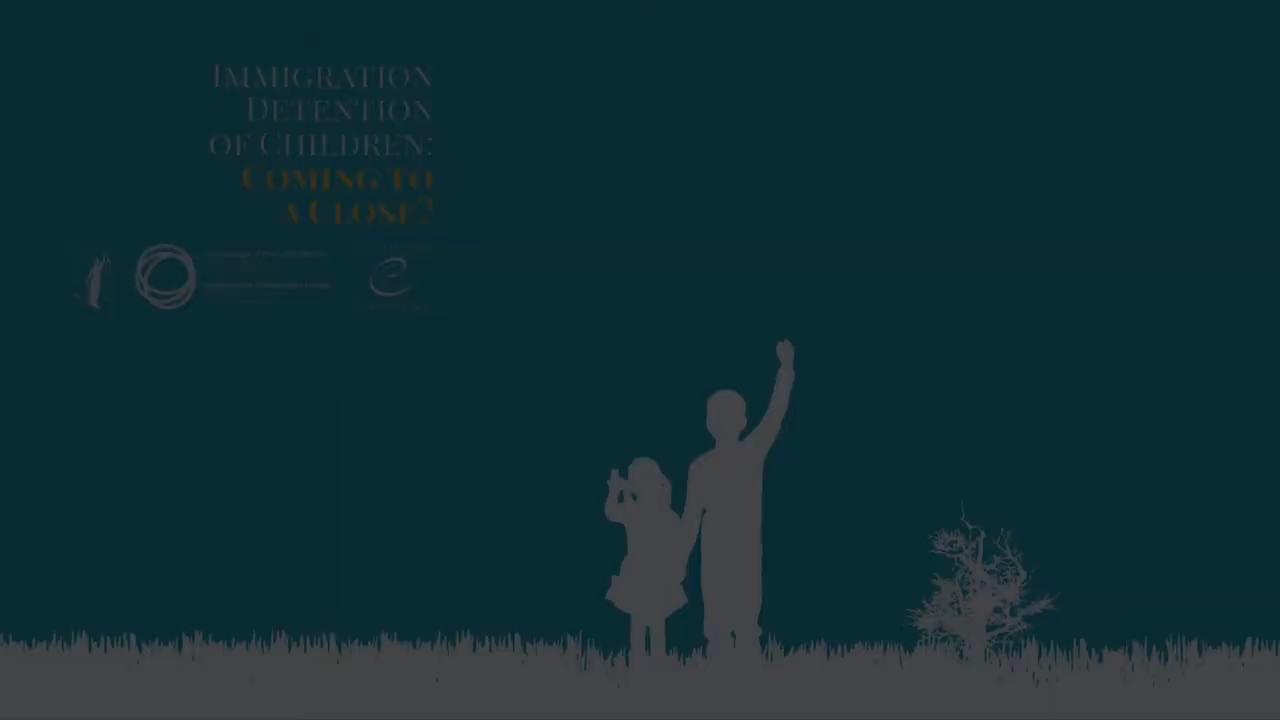 IMMIGRATION
DETENTION
OF CHILDREN:
COMING TO
A CLOSE?